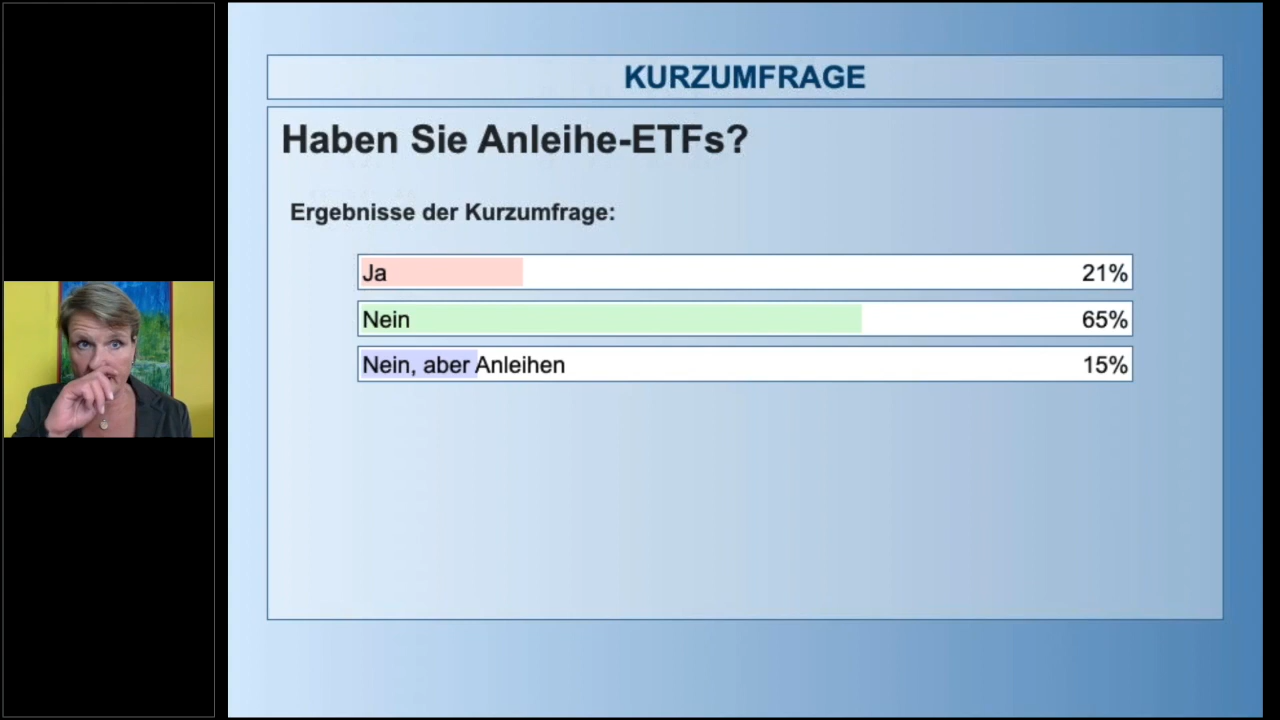 KURZUMFRAGE
Haben Sie Anleihe-ETFs?
Ergebnisse der Kurzumfrage:
Ja 21%
Nein 65%
Nein, aber Anleihen 15%